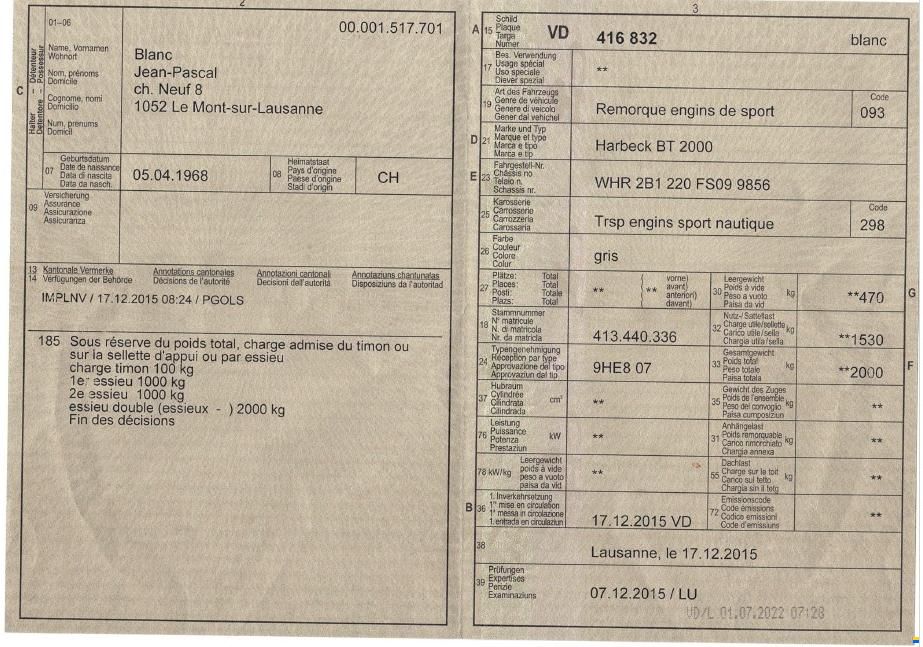 2
01-06
00.001.517.701
C
Halter – Détenteur
Detentore – Possessur
Name, Vornamen
Wohnort
Nom, prénoms
Domicile
Cognome, nomi
Domicilio
Num, prenums
Domicil
Blanc
Jean-Pascal
ch. Neuf 8
1052 Le Mont-sur-Lausanne
07
Geburtsdatum
Date de naissance
Data di nascita
Data da nasch.
05.04.1968
08
Heimatstaat
Pays d'origine
Paese d'origine
Stadi d'origin
CH
09
Versicherung
Assurance
Assicurazione
Assicuranza
13 Kantonale Vermerke Annotations cantonales Annotazioni cantonali Annotaziuns chantunalas
14 Verfügungen der Behörde Décisions de l'autorité Decisioni dell'autorità Disposiziuns da l'autoritad
IMPLNV / 17.12.2015 08:24 / PGOLS
185 Sous réserve du poids total, charge admise du timon ou
sur la sellette d'appui ou par essieu
charge timon 100 kg
1er essieu 1000 kg
2e essieu 1000 kg
essieu double (essieux - ) 2000 kg
Fin des décisions
3
A 15
Schild
Plaque
Targa
Numer
VD 416 832 blanc
17
Bes. Verwendung
Usage spécial
Uso speciale
Diever spezial
**
19
Art des Fahrzeugs
Genre de véhicule
Genere di veicolo
Gener dal vehichel
Remorque engins de sport
Code
093
D 21
Marke und Typ
Marque et type
Marca e tipo
Marca e tip
Harbeck BT 2000
E 23
Fahrgestell-Nr.
Châssis no
Telaio n.
Schassis nr.
WHR 2B1 220 FS09 9856
25
Karosserie
Carrosserie
Carrozzeria
Carossaria
Trsp engins sport nautique
Code
298
26
Farbe
Couleur
Colore
Colur
gris
27
Plätze: Total
Places: Total
Posti: Totale
Plazs: Total
** ( ** vorne)
avant)
anteriori)
davant)
30
Leergewicht
Poids à vide
Peso a vuoto
Paisa da vid
kg
**470
G
18
Stammnummer
N° matricule
N. di matricola
Nr. da matricla
413.440.336
32
Nutz-/ Sattellast
Charge utile/sellette
Carico utile/sella
Chargia utila/sella
kg
**1530
24
Typengenehmigung
Réception par type
Approvazione del tipo
Approvaziun dal tip
9HE8 07
33
Gesamtgewicht
Poids total
Peso totale
Paisa totala
kg
**2000
F
37
Hubraum
Cylindrée
Cilindrata
Cilindrada
cm³
**
35
Gewicht des Zuges
Poids de l'ensemble
Peso del convoglio
Paisa cumposiziun
kg
**
76
Leistung
Puissance
Potenza
Prestaziun
kW
**
31
Anhängelast
Poids remorquable
Carico rimorchiato
Chargia annexa
kg
**
78 kW/kg
Leergewicht
poids à vide
peso a vuoto
paisa da vid
**
55
Dachlast
Charge sur le toit
Carico sul tetto
Chargia sin il tetg
kg
**
B 36
1. Inverkehrsetzung
1re mise en circulation
1a messa in circolazione
1. entrada en circulaziun
17.12.2015 VD
72
Emissionscode
Code émissions
Codice emissioni
Code d'emissiuns
**
38
Lausanne, le 17.12.2015
39
Prüfungen
Expertises
Perizie
Examinaziuns
07.12.2015 / LU
VD/L 01.07.2022 07:28